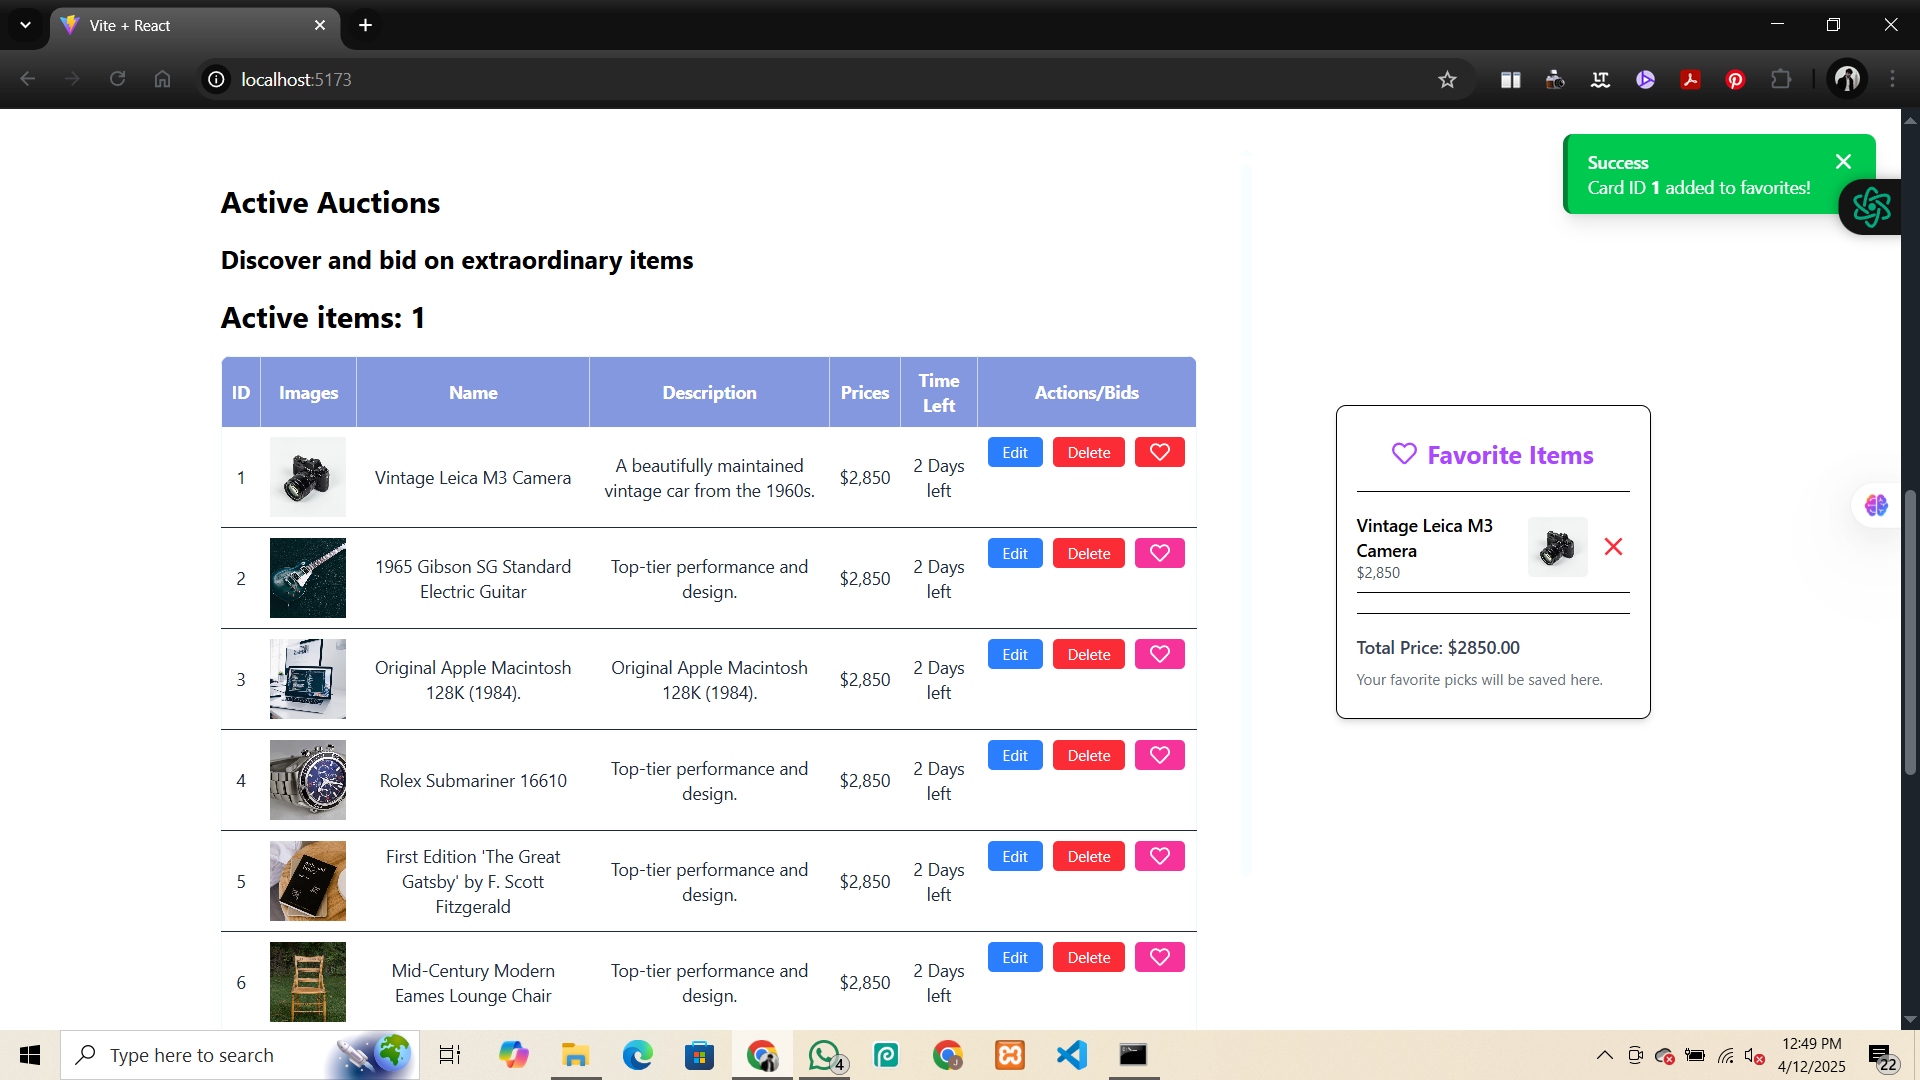 Vite + React
localhost:5173
Success
Card ID 1 added to favorites!
Active Auctions
Discover and bid on extraordinary items
Active items: 1
ID Images Name Description Prices Time Left Actions/Bids
1 Vintage Leica M3 Camera A beautifully maintained vintage car from the 1960s. $2,850 2 Days left Edit Delete
2 1965 Gibson SG Standard Electric Guitar Top-tier performance and design. $2,850 2 Days left Edit Delete
3 Original Apple Macintosh 128K (1984). Original Apple Macintosh 128K (1984). $2,850 2 Days left Edit Delete
4 Rolex Submariner 16610 Top-tier performance and design. $2,850 2 Days left Edit Delete
5 First Edition 'The Great Gatsby' by F. Scott Fitzgerald Top-tier performance and design. $2,850 2 Days left Edit Delete
6 Mid-Century Modern Eames Lounge Chair Top-tier performance and design. $2,850 2 Days left Edit Delete
Favorite Items
Vintage Leica M3
Camera
$2,850
Total Price: $2850.00
Your favorite picks will be saved here.
Type here to search
4
12:49 PM
4/12/2025
22